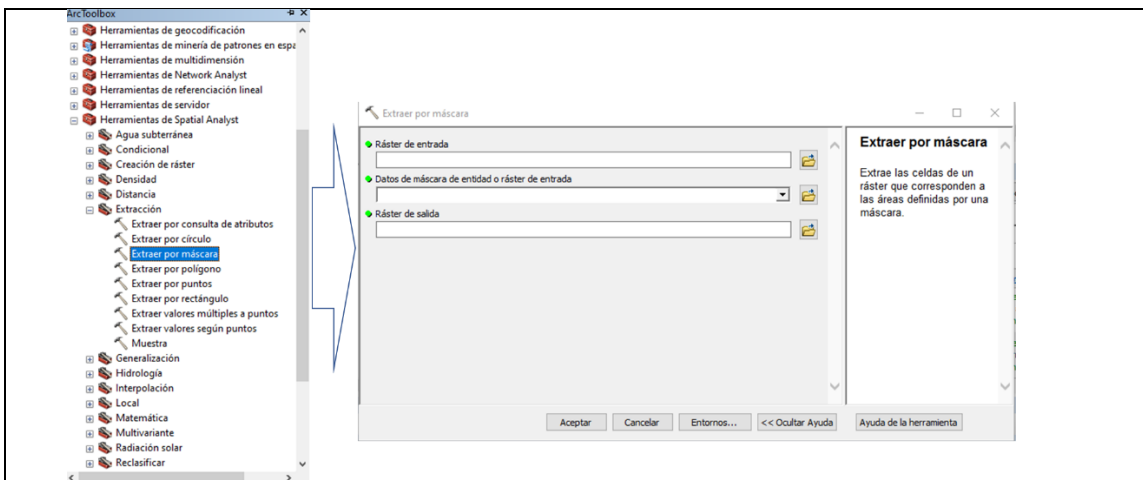 ArcToolbox
Herramientas de geocodificación
Herramientas de minería de patrones en espa
Herramientas de multidimensión
Herramientas de Network Analyst
Herramientas de referenciación lineal
Herramientas de servidor
Herramientas de Spatial Analyst
Agua subterránea
Condicional
Creación de ráster
Densidad
Distancia
Extracción
Extraer por consulta de atributos
Extraer por círculo
Extraer por máscara
Extraer por polígono
Extraer por puntos
Extraer por rectángulo
Extraer valores múltiples a puntos
Extraer valores según puntos
Muestra
Generalización
Hidrología
Interpolación
Local
Matemática
Multivariante
Radiación solar
Reclasificar
Extraer por máscara
Ráster de entrada
Datos de máscara de entidad o ráster de entrada
Ráster de salida
Aceptar
Cancelar
Entornos...
<< Ocultar Ayuda
Extraer por máscara
Extrae las celdas de un
ráster que corresponden a
las áreas definidas por una
máscara.
Ayuda de la herramienta